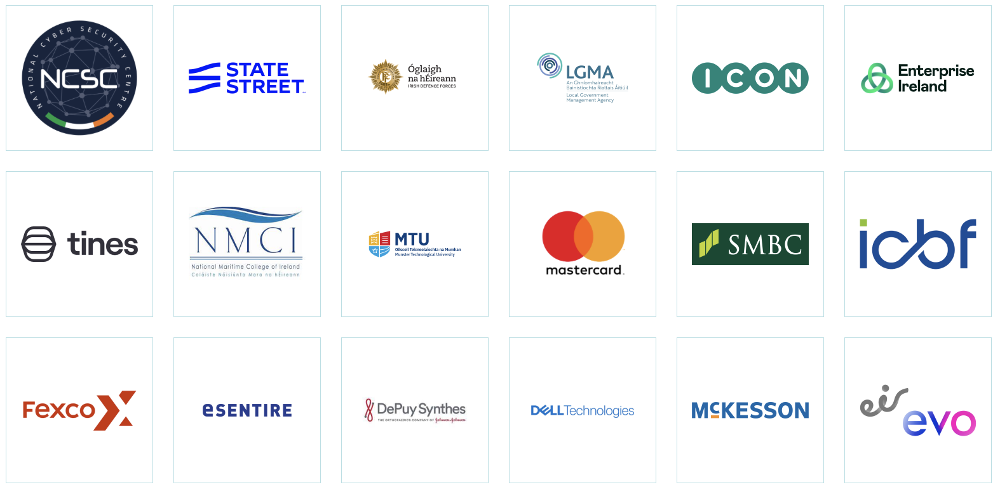 NATIONAL CYBER SECURITY CENTRE
NCSC
STATE
STREET
Óglaigh
na hÉireann
IRISH DEFENCE FORCES
LGMA
An Ghníomhaireacht
Bainistíochta Rialtais Áitiúil
Local Government
Management Agency
ICON
Enterprise
Ireland
tines
NMCI
National Maritime College of Ireland
Coláiste Náisiúnta Mara na hÉireann
MTU
Ollscoil Teicneolaíochta na Mumhan
Munster Technological University
mastercard
SMBC
icbf
Fexco
eSENTIRE
DePuy Synthes
THE ORTHOPAEDICS COMPANY OF Johnson & Johnson
DELL Technologies
MCKESSON
eir
evo